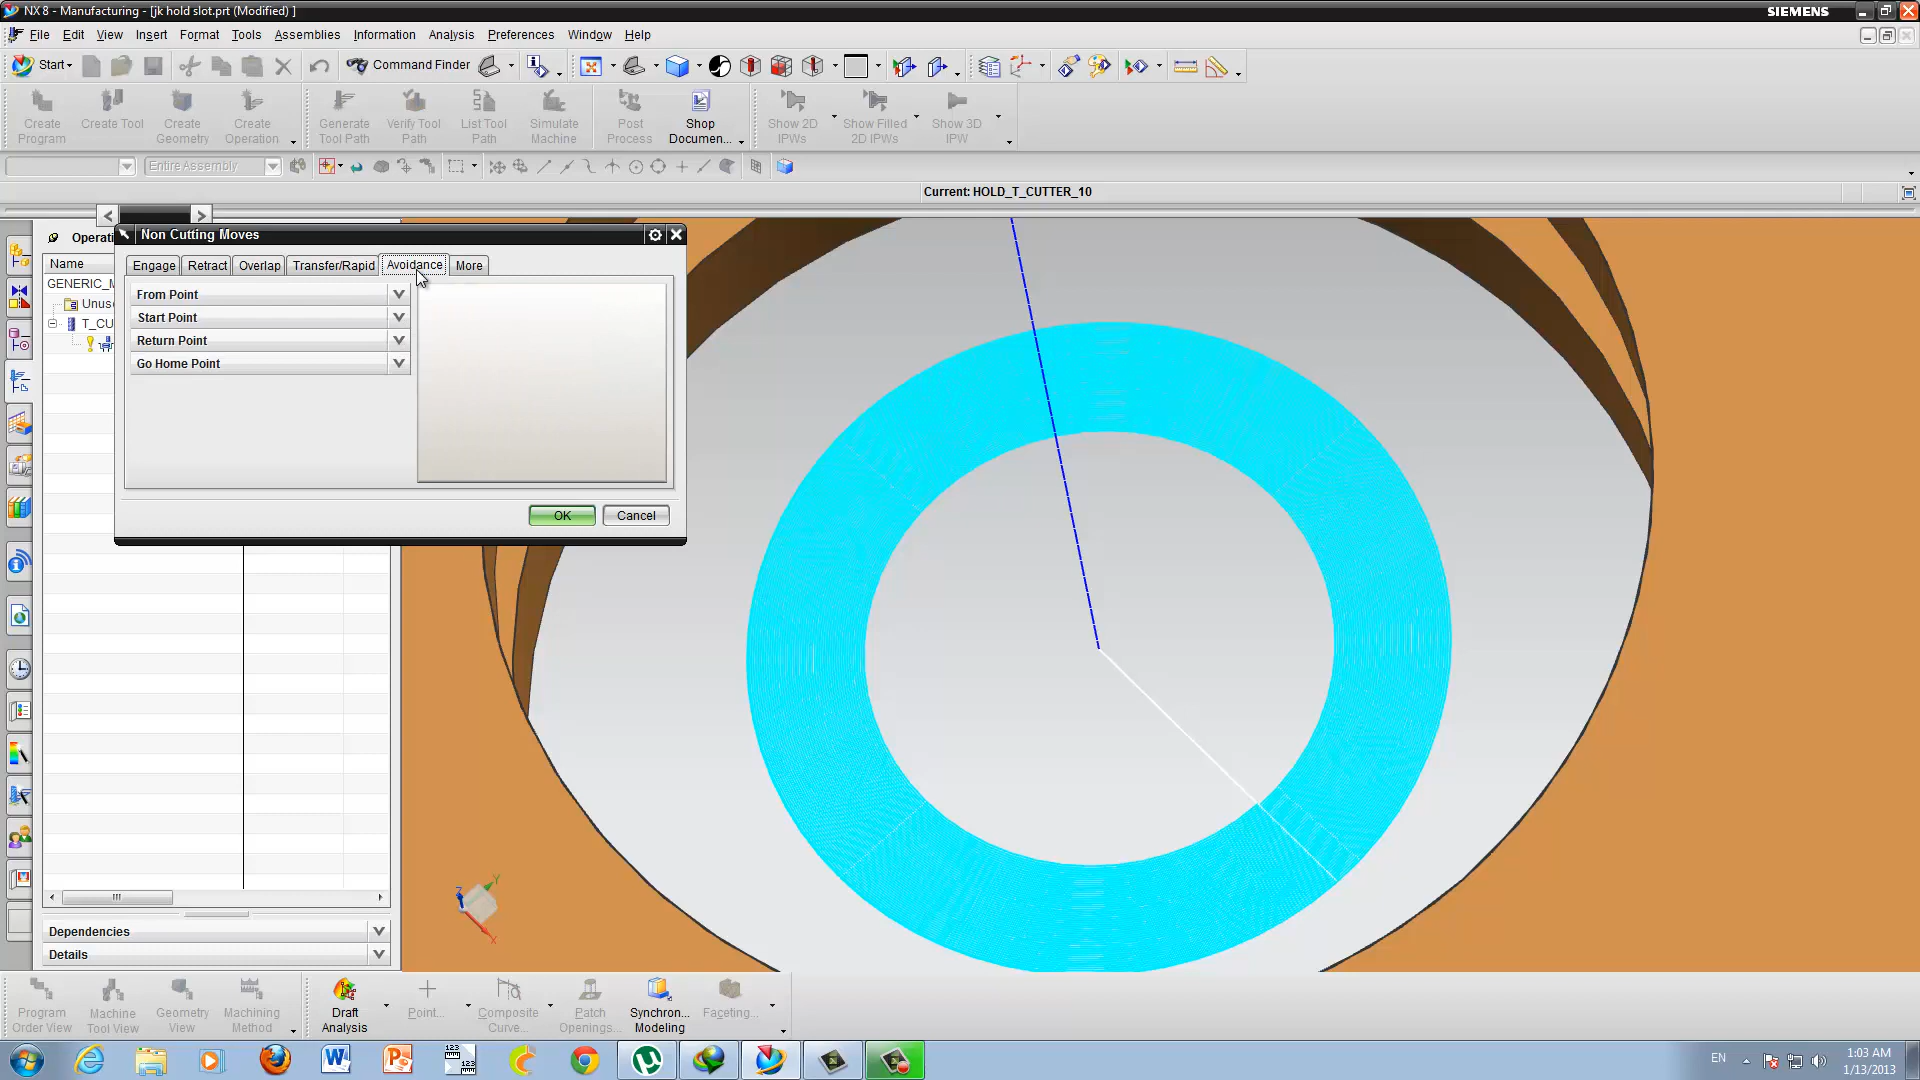 NX 8 - Manufacturing - [jk hold slot.prt (Modified) ]
SIEMENS
File Edit View Insert Format Tools Assemblies Information Analysis Preferences Window Help
Start Command Finder
Create Program
Create Tool
Create Geometry
Create Operation
Generate Tool Path
Verify Tool Path
List Tool Path
Simulate Machine
Post Process
Shop Documen...
Show 2D IPWs
Show Filled 2D IPWs
Show 3D IPW
Entire Assembly
Current: HOLD_T_CUTTER_10
Operati
Non Cutting Moves
Name
Engage Retract Overlap Transfer/Rapid Avoidance More
GENERIC_M
From Point
Unus
Start Point
T_CU
Return Point
Go Home Point
OK Cancel
Z Y X
Dependencies
Details
Program Order View
Machine Tool View
Geometry View
Machining Method
Draft Analysis
Point...
Composite Curve...
Patch Openings...
Synchron... Modeling
Faceting...
EN
1:03 AM
1/13/2013